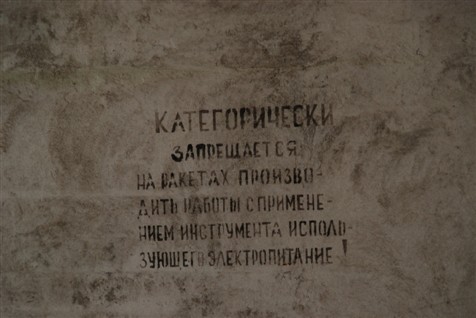 КАТЕГОРИЧЕСКИ
ЗАПРЕЩАЕТСЯ
НА РАКЕТАХ ПРОИЗВО-
ДИТЬ РАБОТЫ С ПРИМЕНЕ-
НИЕМ ИНСТРУМЕНТА ИСПОЛЬ-
ЗУЮЩЕГО ЭЛЕКТРОПИТАНИЕ!